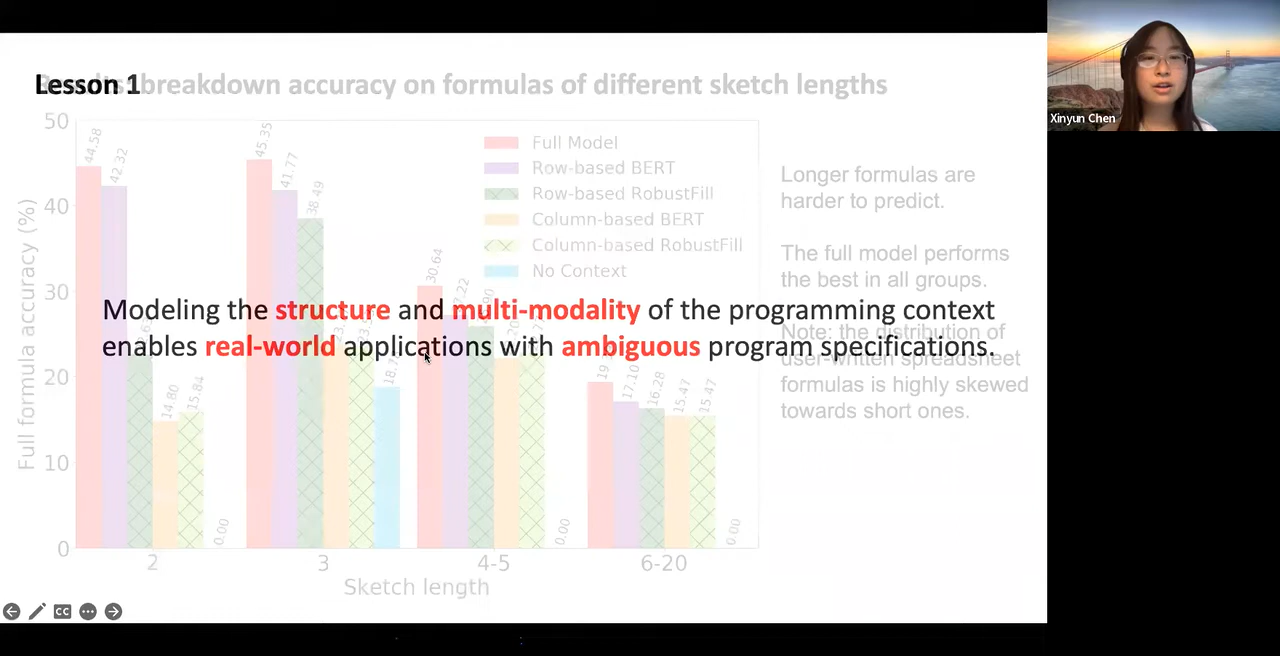 Lesson 1
breakdown accuracy on formulas of different sketch lengths
Xinyun Chen
50
40
30
20
10
0
Full formula accuracy (%)
44.58
42.32
14.80
15.84
0.00
45.35
41.77
38.49
30.64
0.00
17.10
16.28
15.47
15.47
0.00
Full Model
Row-based BERT
Row-based RobustFill
Column-based BERT
Column-based RobustFill
No Context
2
3
4-5
6-20
Sketch length
Longer formulas are
harder to predict.
The full model performs
the best in all groups.
Note: the distribution of
user-written spreadsheet
formulas is highly skewed
towards short ones.
Modeling the structure and multi-modality of the programming context
enables real-world applications with ambiguous program specifications.
CC